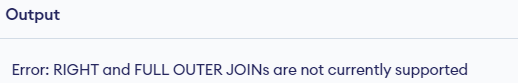 Output
Error: RIGHT and FULL OUTER JOINs are not currently supported